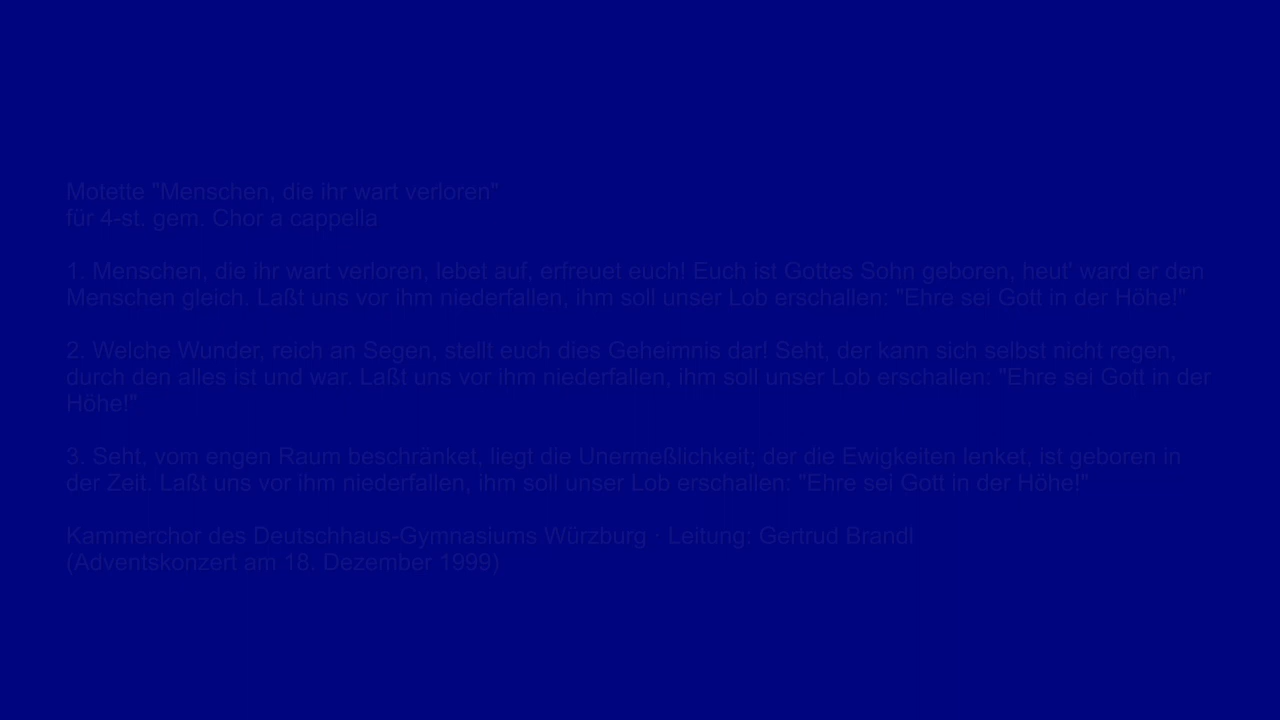 Motette "Menschen, die ihr wart verloren"
für 4-st. gem. Chor a cappella
1. Menschen, die ihr wart verloren, lebet auf, erfreuet euch! Euch ist Gottes Sohn geboren, heut' ward er den
Menschen gleich. Laßt uns vor ihm niederfallen, ihm soll unser Lob erschallen: "Ehre sei Gott in der Höhe!"
2. Welche Wunder, reich an Segen, stellt euch dies Geheimnis dar! Seht, der kann sich selbst nicht regen,
durch den alles ist und war. Laßt uns vor ihm niederfallen, ihm soll unser Lob erschallen: "Ehre sei Gott in der
Höhe!"
3. Seht, vom engen Raum beschränket, liegt die Unermeßlichkeit; der die Ewigkeiten lenket, ist geboren in
der Zeit. Laßt uns vor ihm niederfallen, ihm soll unser Lob erschallen: "Ehre sei Gott in der Höhe!"
Kammerchor des Deutschhaus-Gymnasiums Würzburg · Leitung: Gertrud Brandl
(Adventskonzert am 18. Dezember 1999)